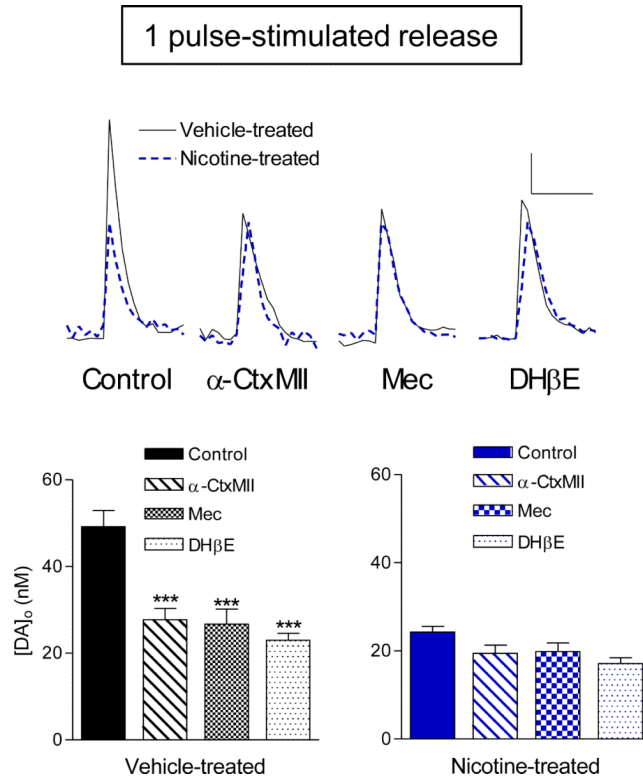 1 pulse-stimulated release
Vehicle-treated
Nicotine-treated
Control α-CtxMII Mec DHβE
Control
α-CtxMII
Mec
DHβE
60
40
20
0
[DA]ₒ (nM)
***
***
***
Vehicle-treated
Control
α-CtxMII
Mec
DHβE
60
40
20
0
Nicotine-treated